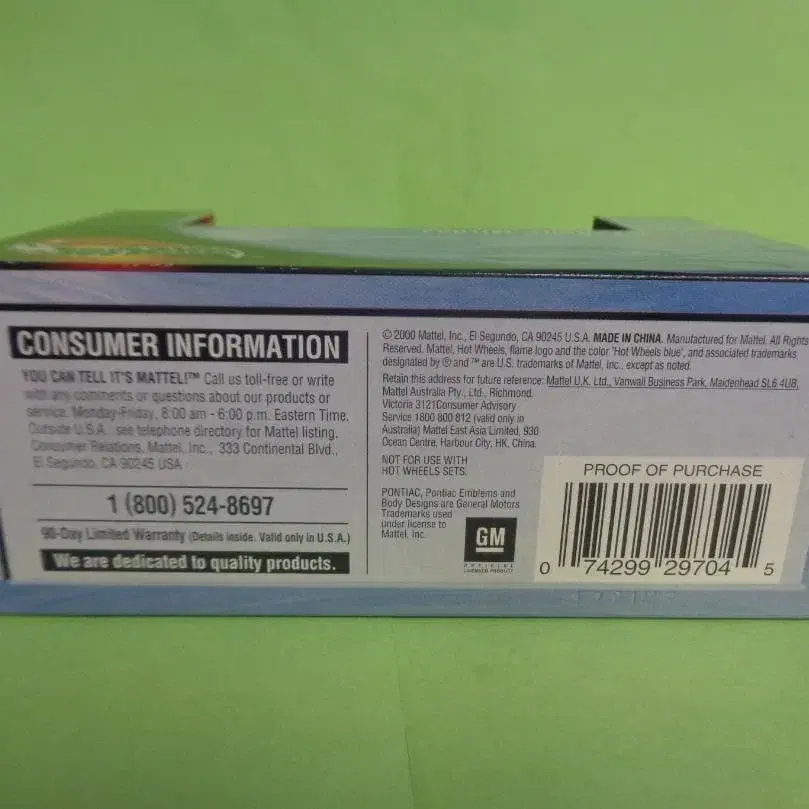 CONSUMER INFORMATION
YOU CAN TELL IT'S MATTEL!™ Call us toll-free or write
with any comments or questions about our products or
service. Monday-Friday, 8:00 am - 6:00 p.m. Eastern Time.
Outside U.S.A. see telephone directory for Mattel listing.
Consumer Relations, Mattel, Inc., 333 Continental Blvd.,
El Segundo, CA 90245 USA
1 (800) 524-8697
90-Day Limited Warranty (Details inside. Valid only in U.S.A.)
We are dedicated to quality products.
© 2000 Mattel, Inc., El Segundo, CA 90245 U.S.A. MADE IN CHINA. Manufactured for Mattel. All Rights
Reserved. Mattel, Hot Wheels, flame logo and the color "Hot Wheels blue", and associated trademarks
designated by ® and ™ are U.S. trademarks of Mattel, Inc., except as noted.
Retain this address for future reference: Mattel U.K. Ltd., Vanwall Business Park, Maidenhead SL6 4UB.
Mattel Australia Pty., Ltd., Richmond.
Victoria 3121Consumer Advisory
Service 1800 800 812 (valid only in
Australia) Mattel East Asia Limited, 930
Ocean Centre, Harbour City, HK, China.
NOT FOR USE WITH
HOT WHEELS SETS.
PONTIAC, Pontiac Emblems and
Body Designs are General Motors
Trademarks used
under license to
Mattel, Inc.
GM
OFFICIAL
LICENSED PRODUCT
PROOF OF PURCHASE
0 74299 29704 5